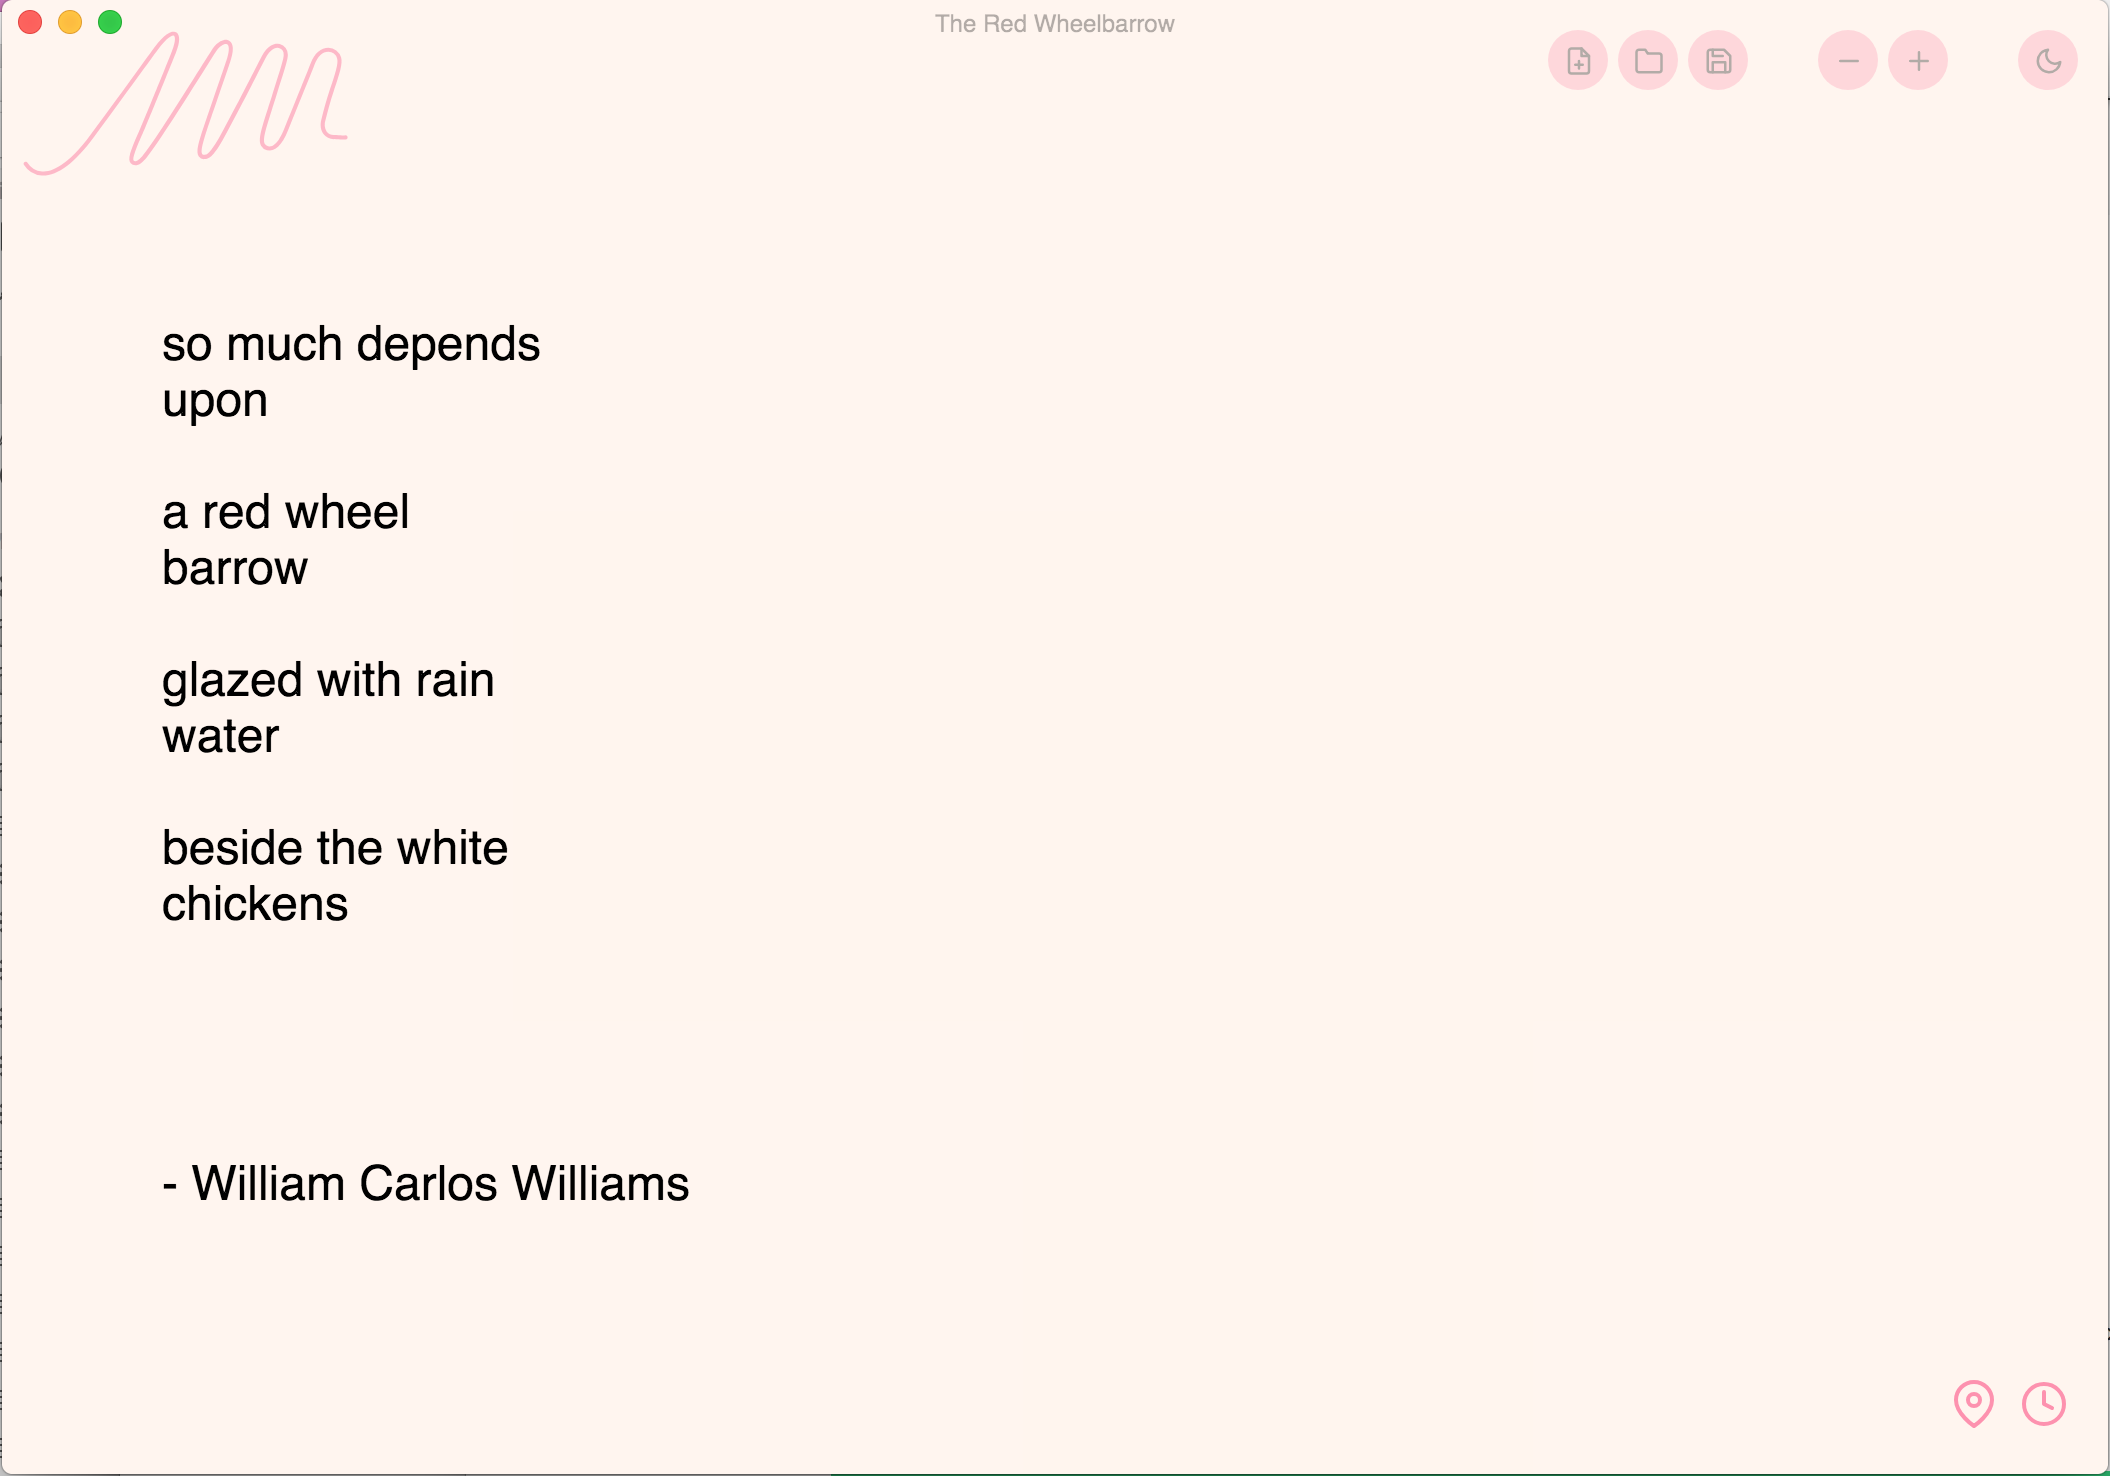 The Red Wheelbarrow
so much depends
upon
a red wheel
barrow
glazed with rain
water
beside the white
chickens
- William Carlos Williams